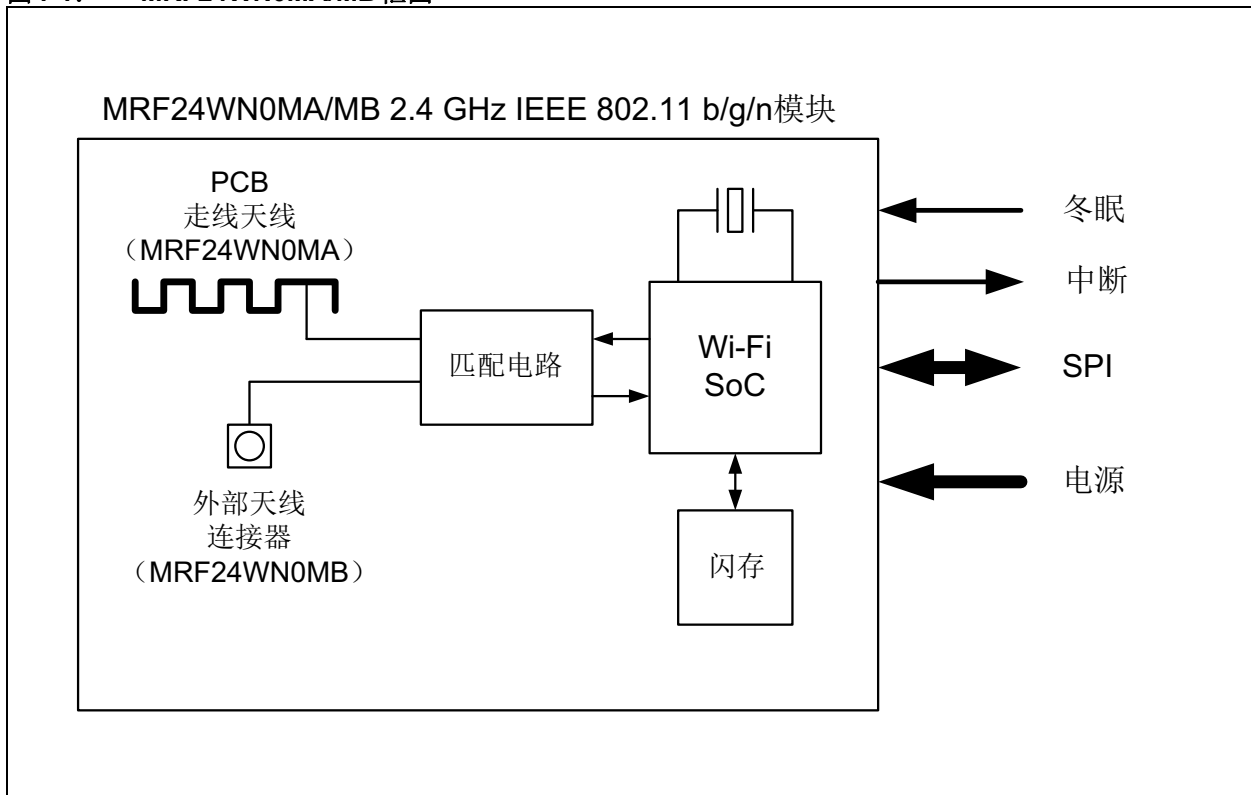 MRF24WN0MA/MB 2.4 GHz IEEE 802.11 b/g/n模块
PCB
走线天线
（MRF24WN0MA）
匹配电路
Wi-Fi
SoC
外部天线
连接器
（MRF24WN0MB）
闪存
冬眠
中断
SPI
电源